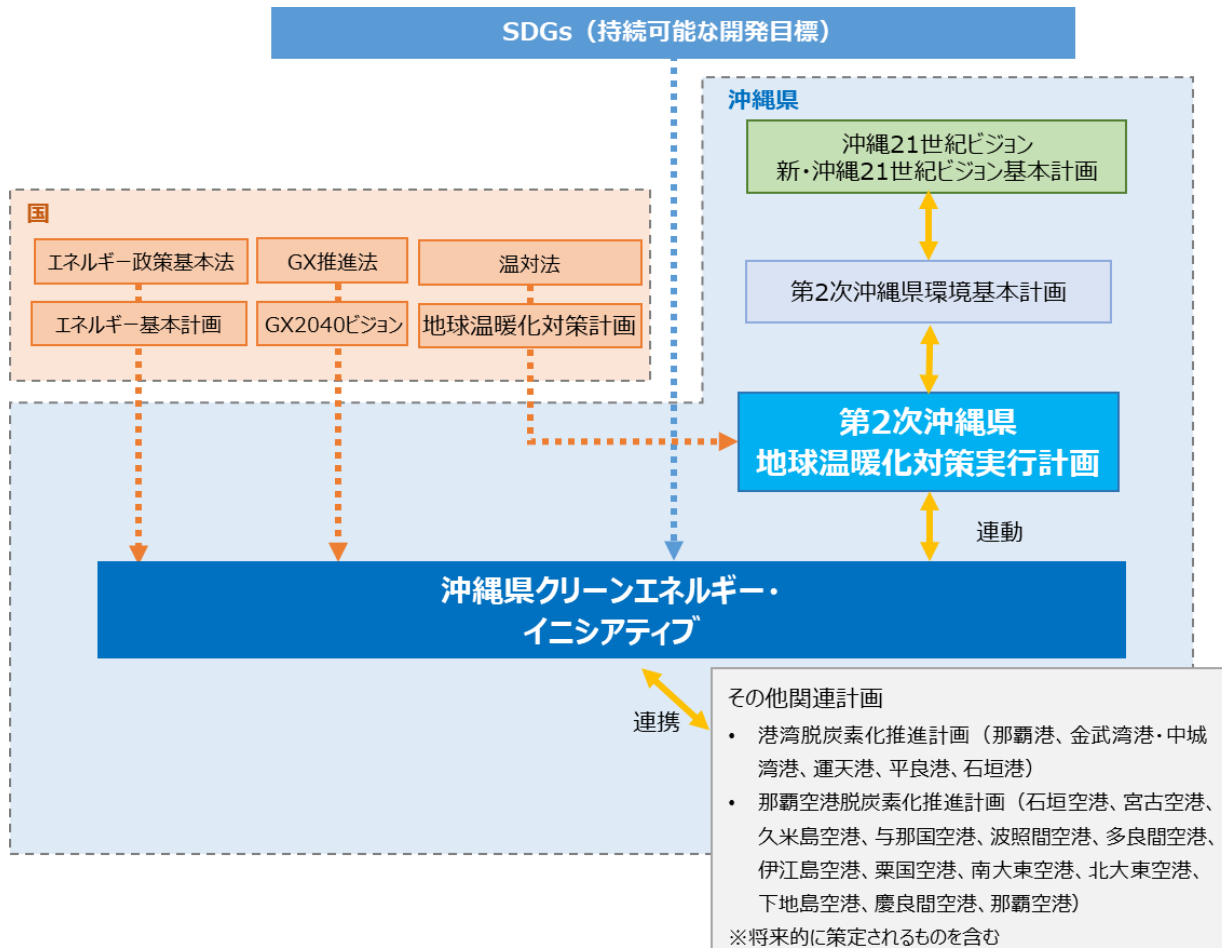 SDGs（持続可能な開発目標）
沖縄県
沖縄21世紀ビジョン
新・沖縄21世紀ビジョン基本計画
国
エネルギー政策基本法
GX推進法
温対法
第2次沖縄県環境基本計画
エネルギー基本計画
GX2040ビジョン
地球温暖化対策計画
第2次沖縄県
地球温暖化対策実行計画
連動
沖縄県クリーンエネルギー・
イニシアティブ
連携
その他関連計画
• 港湾脱炭素化推進計画（那覇港、金武湾港・中城
湾港、運天港、平良港、石垣港）
• 那覇空港脱炭素化推進計画（石垣空港、宮古空港、
久米島空港、与那国空港、波照間空港、多良間空港、
伊江島空港、粟国空港、南大東空港、北大東空港、
下地島空港、慶良間空港、那覇空港）
※将来的に策定されるものを含む